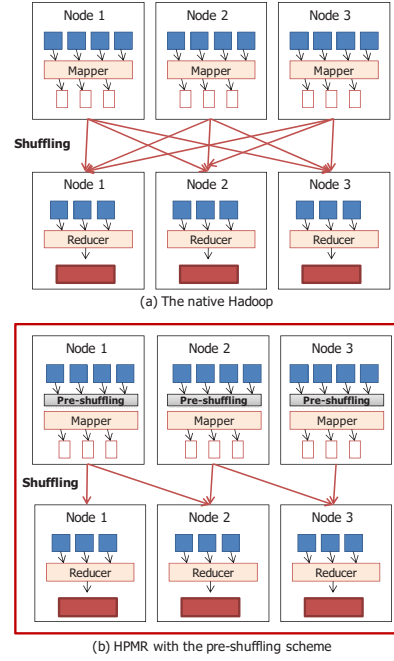 Node 1 Node 2 Node 3
Mapper Mapper Mapper
Shuffling
Node 1 Node 2 Node 3
Reducer Reducer Reducer
(a) The native Hadoop
Node 1 Node 2 Node 3
Pre-shuffling Pre-shuffling Pre-shuffling
Mapper Mapper Mapper
Shuffling
Node 1 Node 2 Node 3
Reducer Reducer Reducer
(b) HPMR with the pre-shuffling scheme